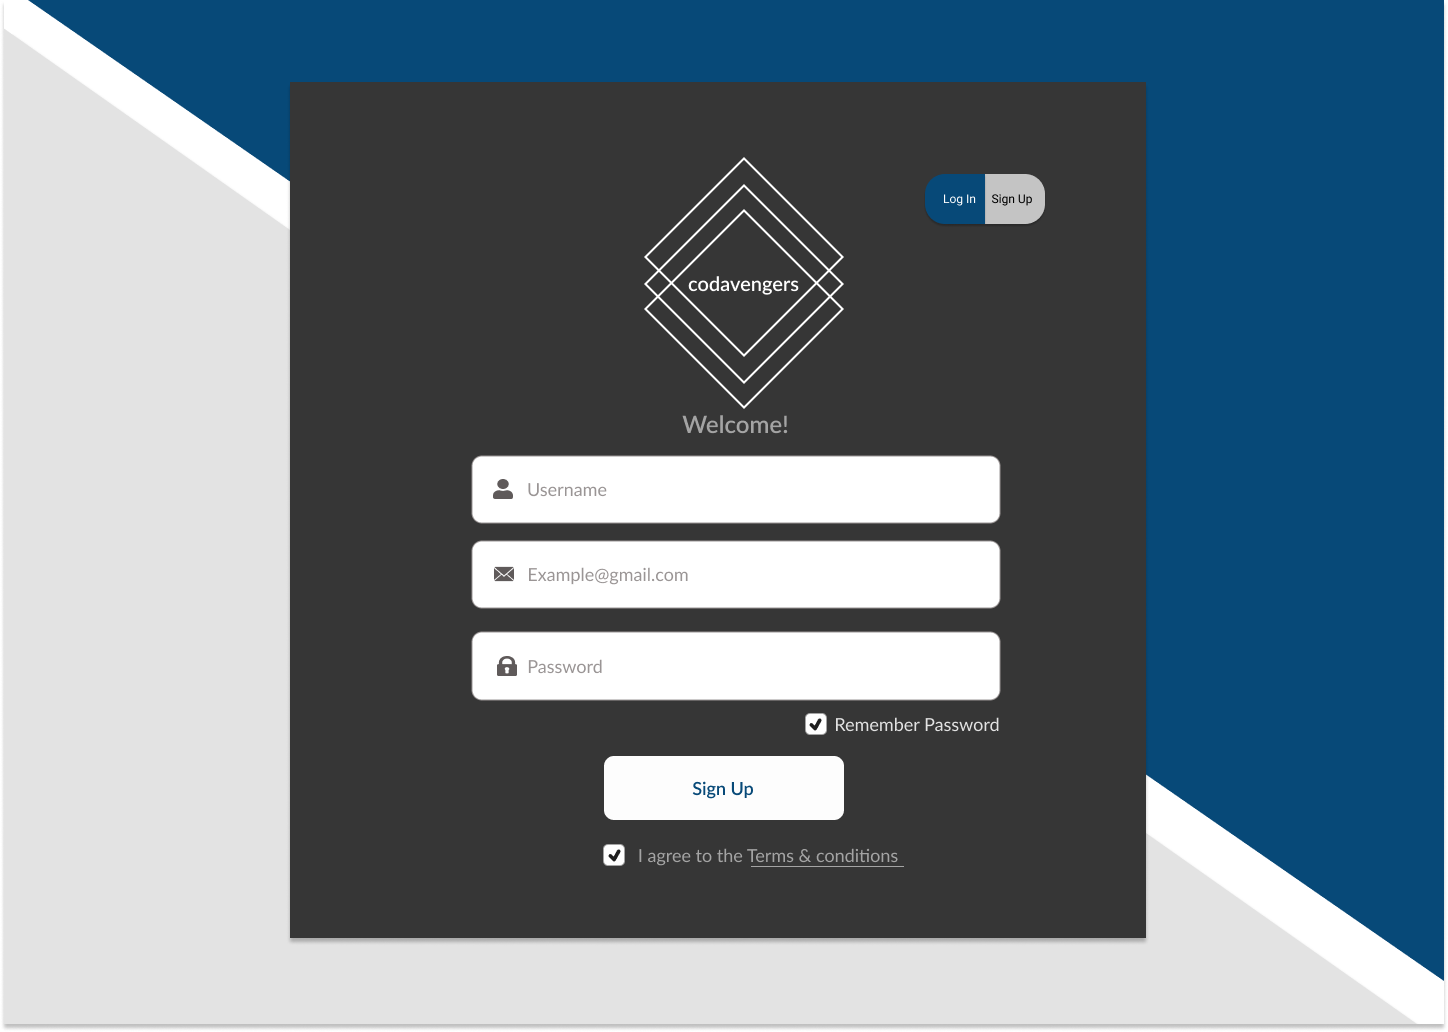 Log In Sign Up
codavengers
Welcome!
Username
Example@gmail.com
Password
Remember Password
Sign Up
I agree to the Terms & conditions